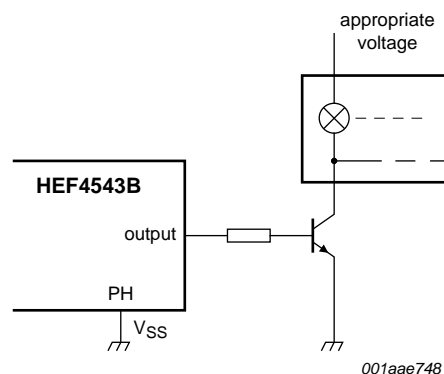 appropriate
voltage
HEF4543B
output
PH
VSS
001aae748